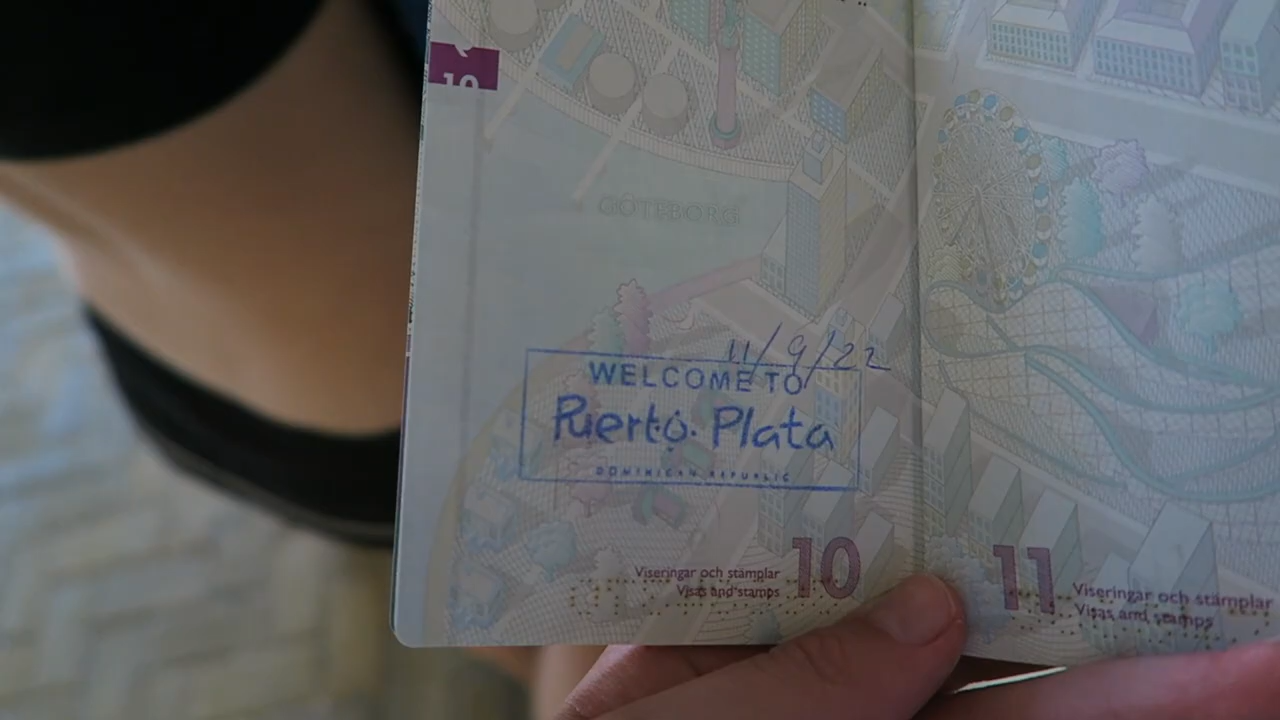 10
GÖTEBORG
11/9/22
WELCOME TO
Puerto Plata
DOMINICAN REPUBLIC
Viseringar och stämplar
Visas and stamps
10
11
Viseringar och stämplar
Visas and stamps